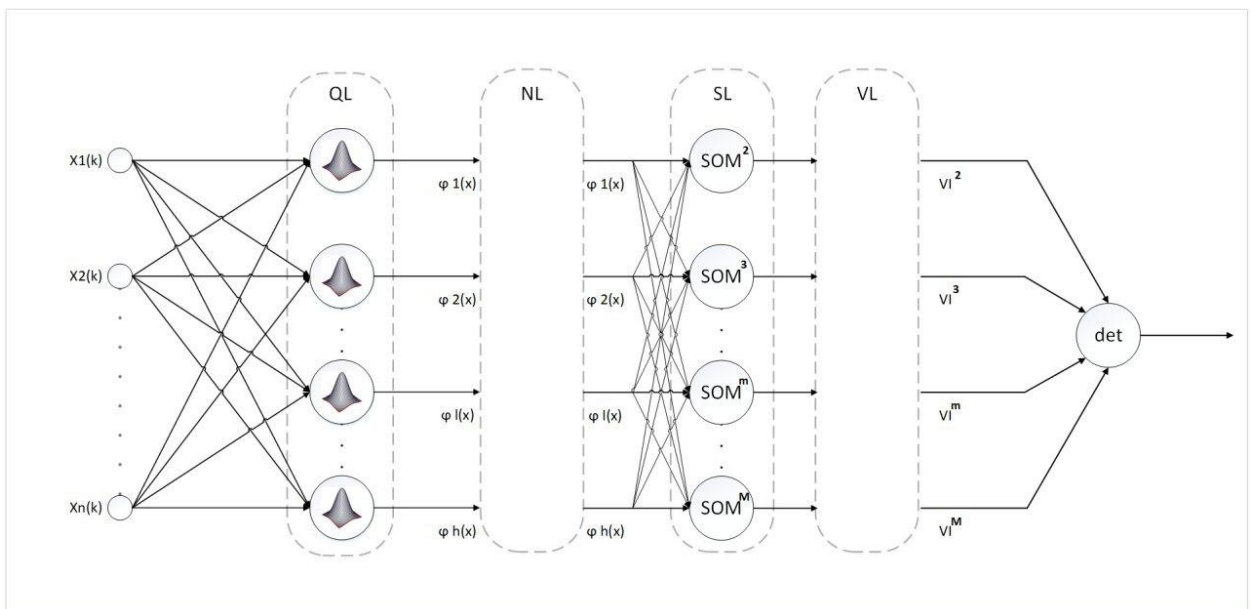 QL NL SL VL
X1(k) φ 1(x) φ 1(x) SOM² VI²
X2(k) φ 2(x) φ 2(x) SOM³ VI³
det
φ l(x) φ l(x) SOMᵐ VIᵐ
Xn(k) φ h(x) φ h(x) SOMᴹ VIᴹ